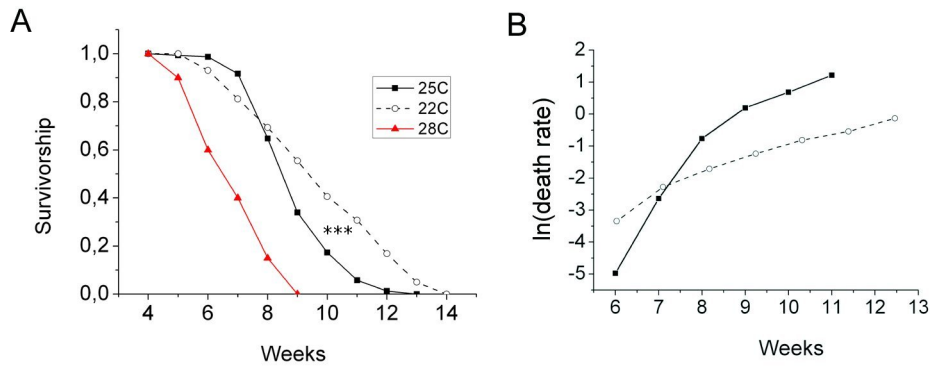 A
Survivorship
1,0
0,8
0,6
0,4
0,2
0,0
4 6 8 10 12 14
Weeks
25C
22C
28C
***
B
ln(death rate)
2
1
0
-1
-2
-3
-4
-5
6 7 8 9 10 11 12 13
Weeks